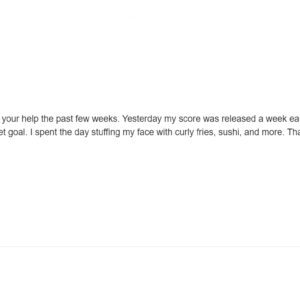 your help the past few weeks. Yesterday my score was released a week ea
et goal. I spent the day stuffing my face with curly fries, sushi, and more. Tha